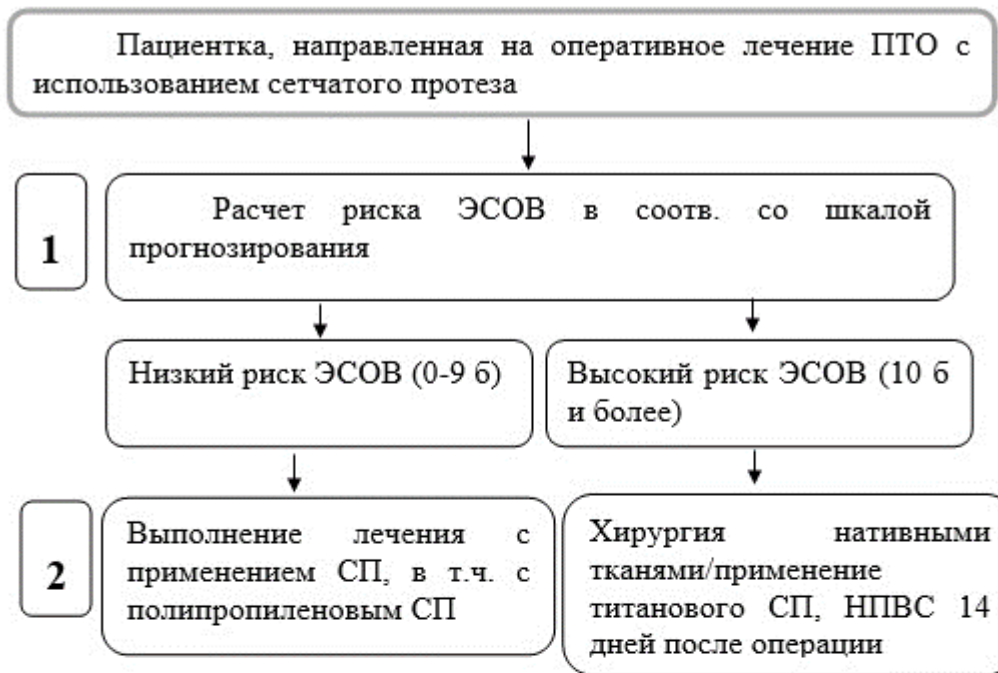 Пациентка, направленная на оперативное лечение ПТО с
использованием сетчатого протеза
1
Расчет риска ЭСОВ в соотв. со шкалой
прогнозирования
Низкий риск ЭСОВ (0-9 б)
Высокий риск ЭСОВ (10 б
и более)
2
Выполнение лечения с
применением СП, в т.ч. с
полипропиленовым СП
Хирургия нативными
тканями/применение
титанового СП, НПВС 14
дней после операции